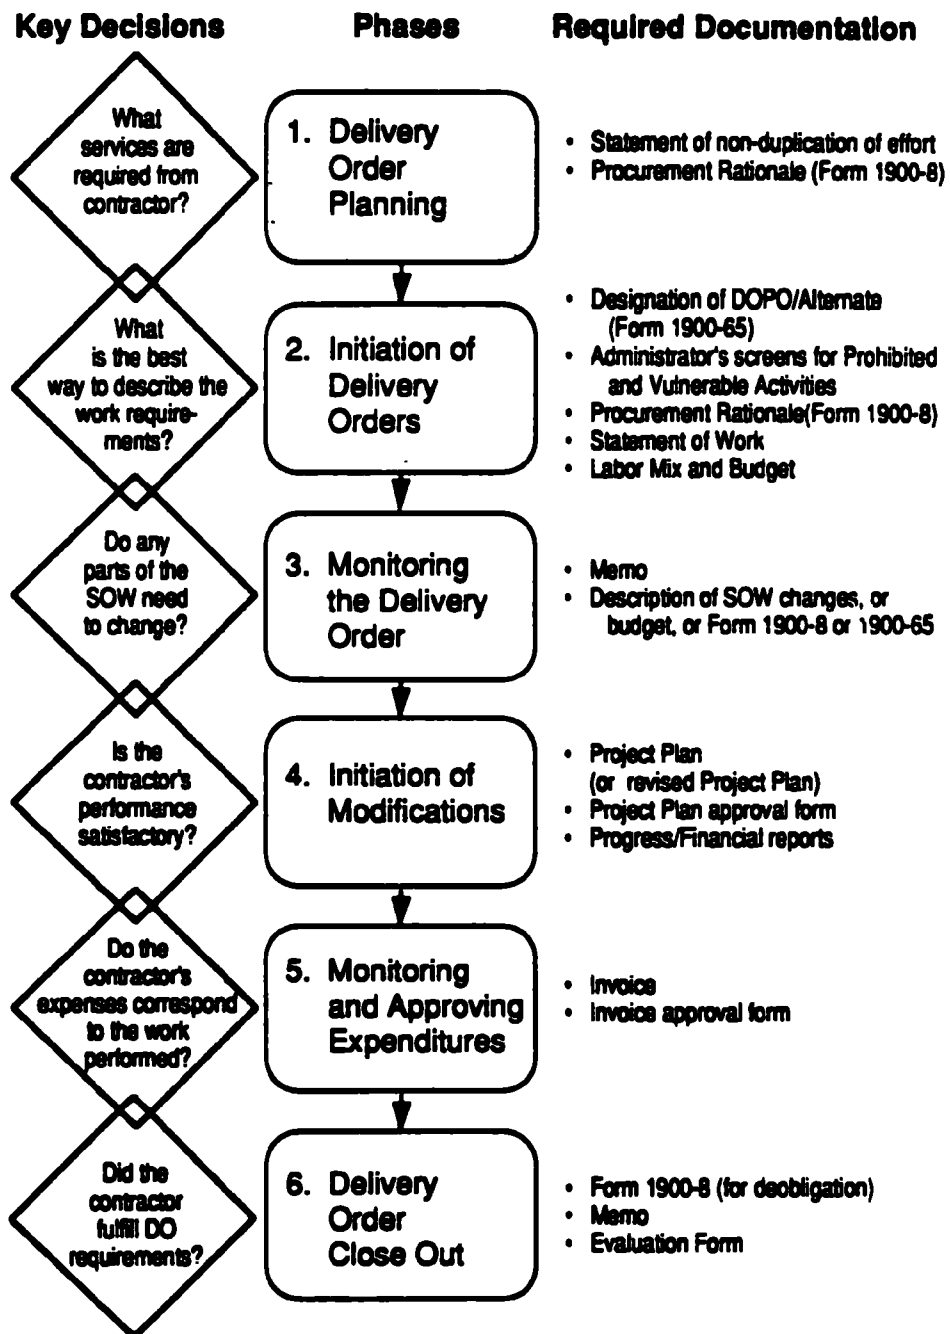 Key Decisions
Phases
Required Documentation
What
services are
required from
contractor?
1. Delivery
Order
Planning
• Statement of non-duplication of effort
• Procurement Rationale (Form 1900-8)
What
is the best
way to describe the
work require-
ments?
2. Initiation of
Delivery
Orders
• Designation of DOPO/Alternate
(Form 1900-65)
• Administrator's screens for Prohibited
and Vulnerable Activities
• Procurement Rationale(Form 1900-8)
• Statement of Work
• Labor Mix and Budget
Do any
parts of the
SOW need
to change?
3. Monitoring
the Delivery
Order
• Memo
• Description of SOW changes, or
budget, or Form 1900-8 or 1900-65
Is the
contractor's
performance
satisfactory?
4. Initiation of
Modifications
• Project Plan
(or revised Project Plan)
• Project Plan approval form
• Progress/Financial reports
Do the
contractor's
expenses correspond
to the work
performed?
5. Monitoring
and Approving
Expenditures
• Invoice
• Invoice approval form
Did the
contractor
fulfill DO
requirements?
6. Delivery
Order
Close Out
• Form 1900-8 (for deobligation)
• Memo
• Evaluation Form